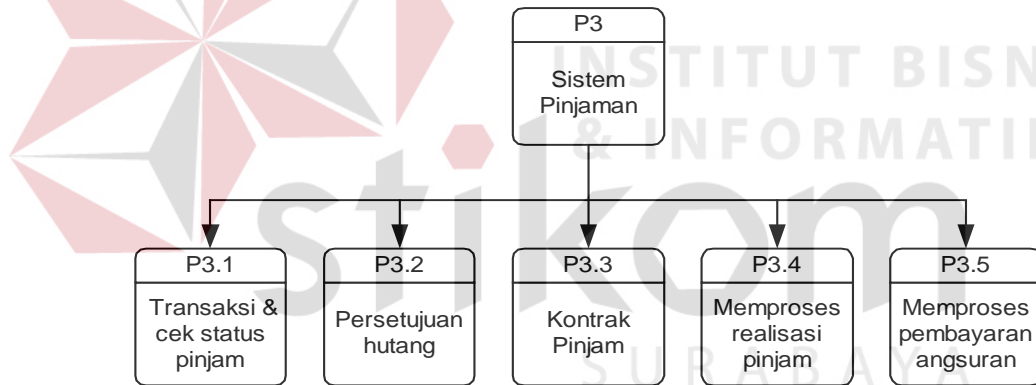 P3
Sistem
Pinjaman
INSTITUT BISN
& INFORMATI
stikom
SURABAYA
P3.1
Transaksi &
cek status
pinjam
P3.2
Persetujuan
hutang
P3.3
Kontrak
Pinjam
P3.4
Memproses
realisasi
pinjam
P3.5
Memproses
pembayaran
angsuran